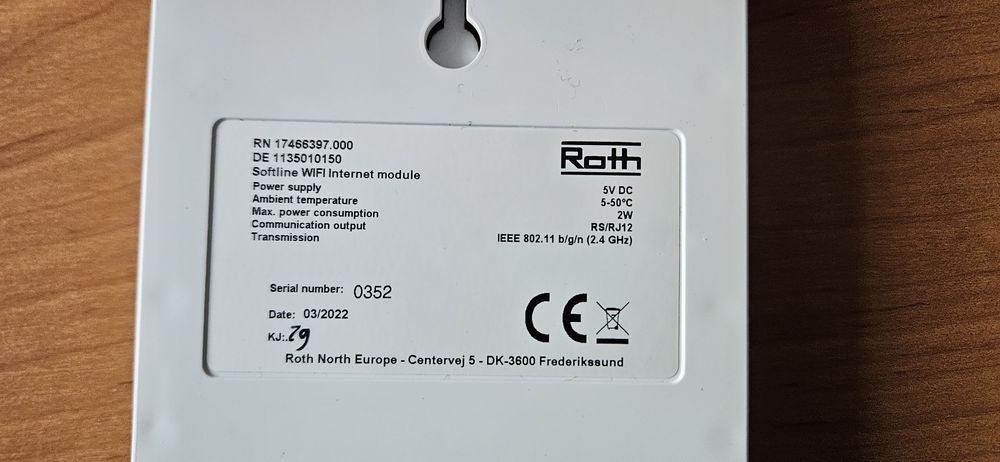 RN 17466397.000
DE 1135010150
Softline WIFI Internet module
Roth
Power supply 5V DC
Ambient temperature 5-50°C
Max. power consumption 2W
Communication output RS/RJ12
Transmission IEEE 802.11 b/g/n (2.4 GHz)
Serial number: 0352
Date: 03/2022
KJ:.
CE
Roth North Europe - Centervej 5 - DK-3600 Frederikssund